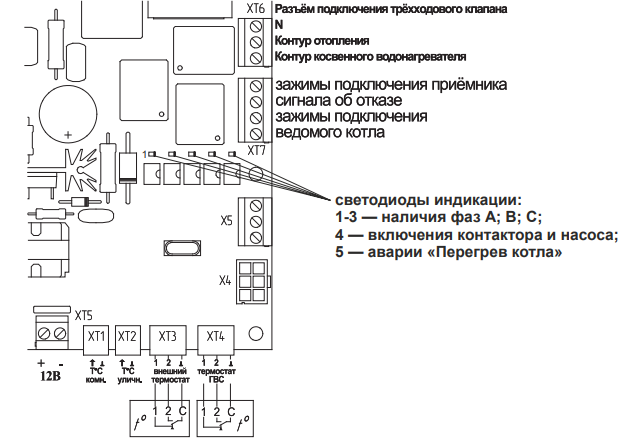 XT6
Разъём подключения трёхходового клапана
N
Контур отопления
Контур косвенного водонагревателя
зажимы подключения приёмника
сигнала об отказе
зажимы подключения
ведомого котла
XT7
+
1
светодиоды индикации:
1-3 — наличия фаз А; В; С;
4 — включения контактора и насоса;
5 — аварии «Перегрев котла»
X5
X4
XT5
XT1 XT2 XT3 XT4
+ -
12В
T°C
комн.
T°C
уличн.
1 2
внешний
термостат
1 2
термостат
ГВС
1 2 C
t°
1 2 C
t°